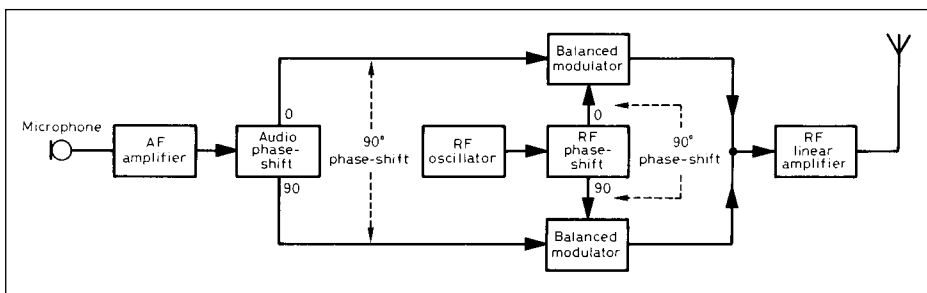 Microphone
AF
amplifier
Audio
phase-
shift
0
90
90°
phase-shift
RF
oscillator
RF
phase-
shift
0
90
Balanced
modulator
Balanced
modulator
90°
phase-shift
RF
linear
amplifier